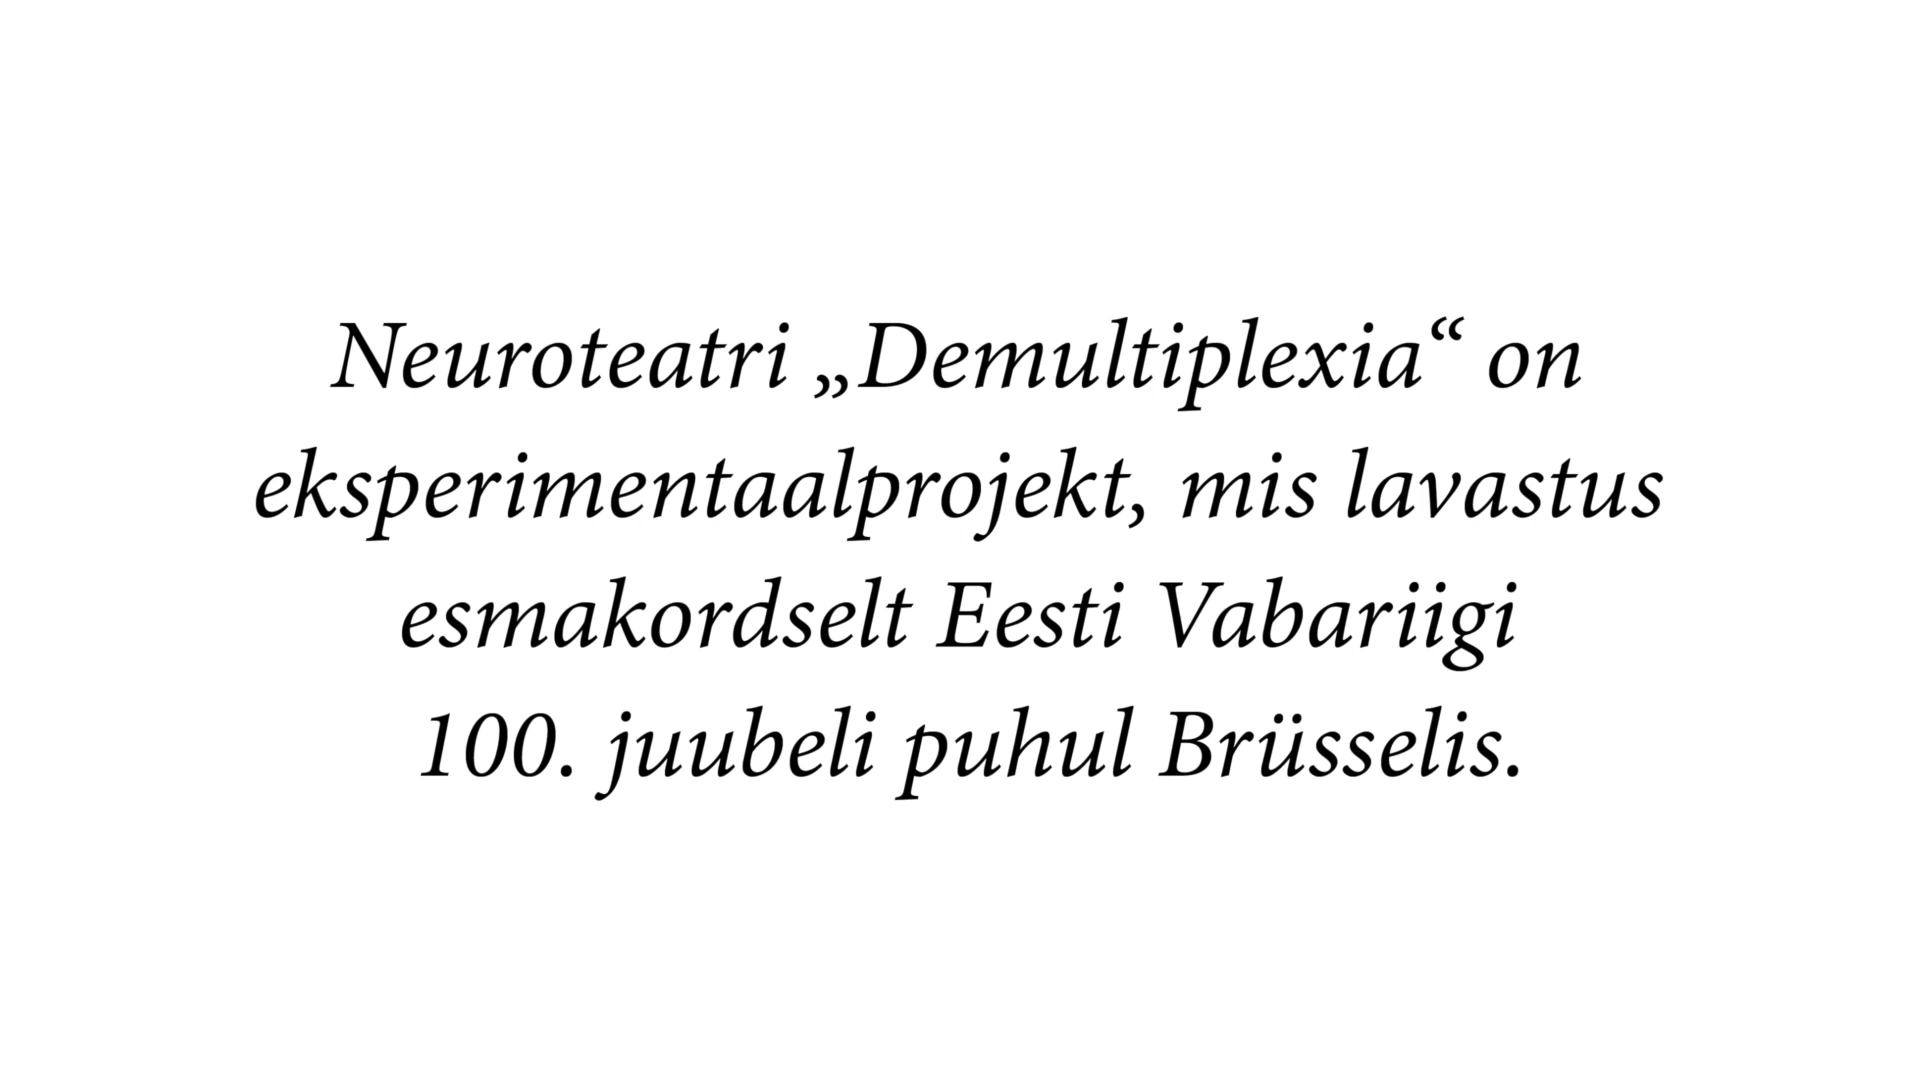 Neuroteatri „Demultiplexia“ on
eksperimentaalprojekt, mis lavastus
esmakordselt Eesti Vabariigi
100. juubeli puhul Brüsselis.